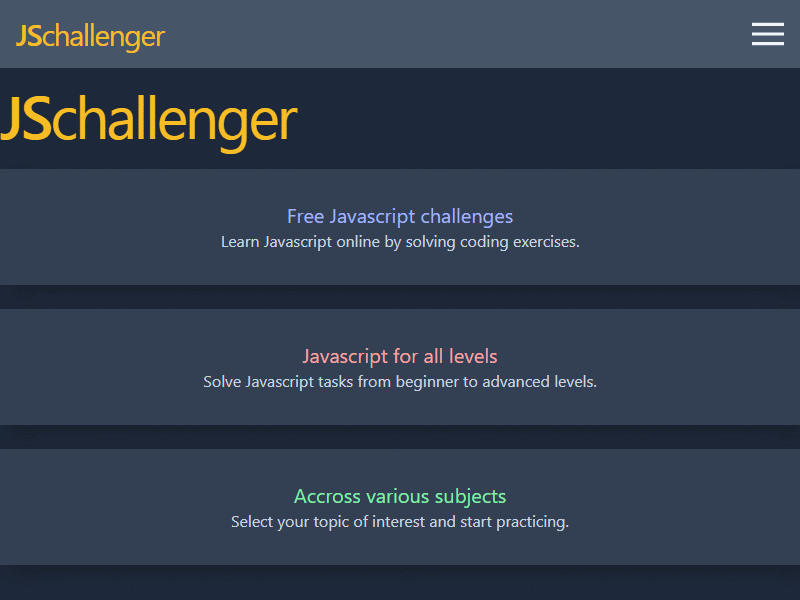 JSchallenger
JSchallenger
Free Javascript challenges
Learn Javascript online by solving coding exercises.
Javascript for all levels
Solve Javascript tasks from beginner to advanced levels.
Accross various subjects
Select your topic of interest and start practicing.